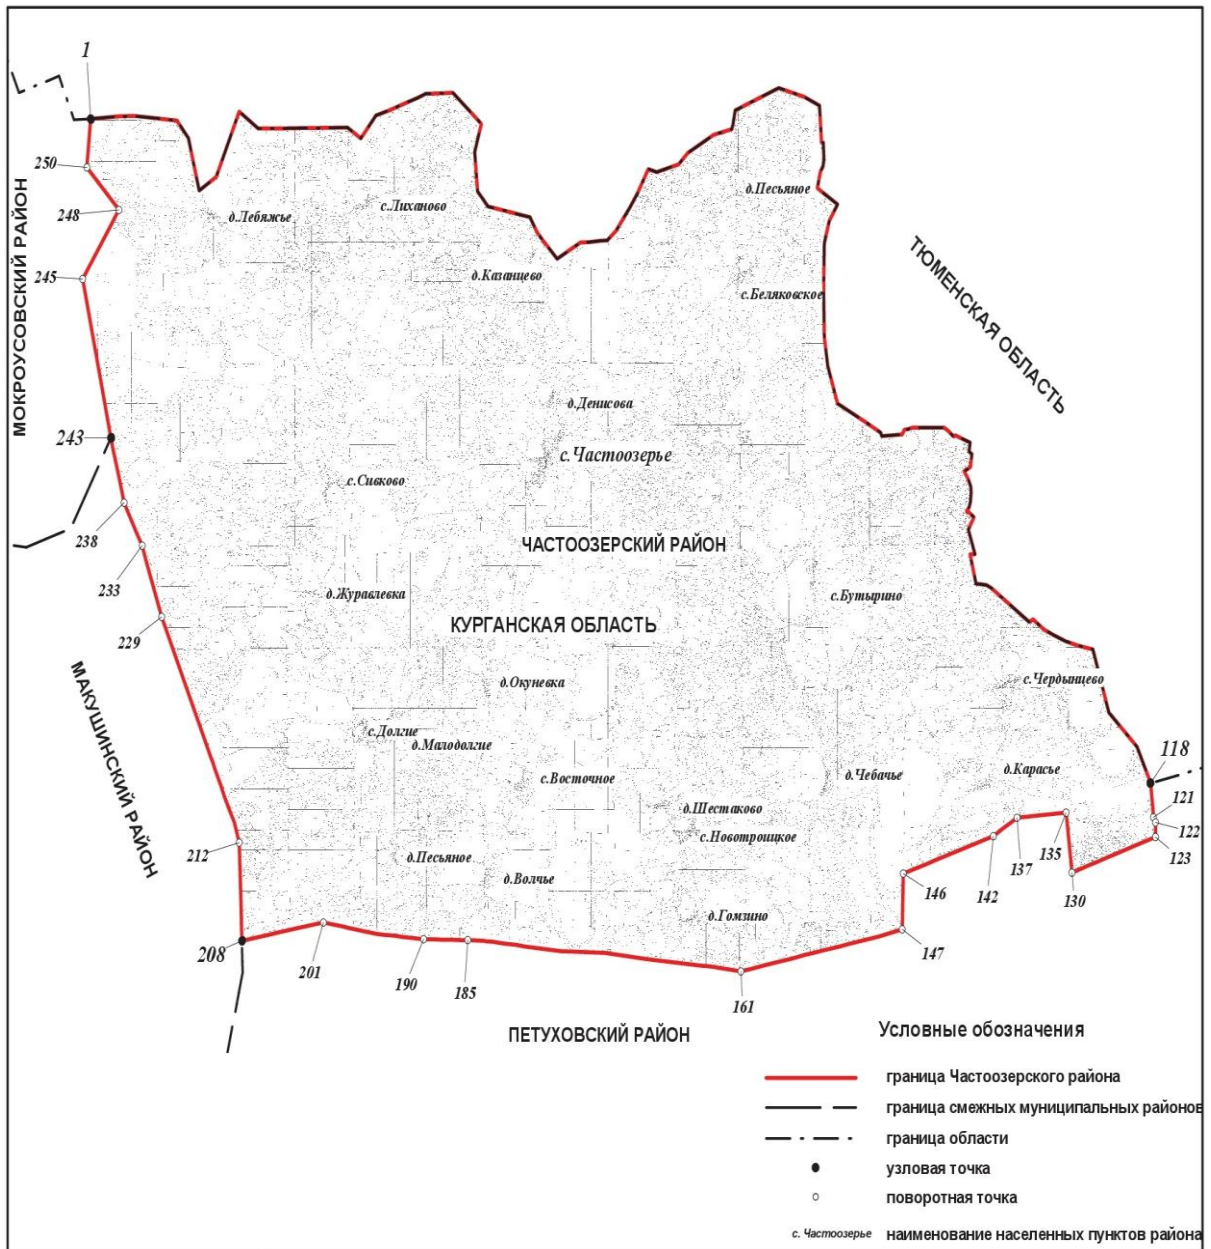 1
250
МОКРОУСОВСКИЙ РАЙОН
248
д.Лебяжье
с.Лиханово
д.Песьяное
245
д.Казанцево
с.Беляковское
ТЮМЕНСКАЯ ОБЛАСТЬ
д.Денисова
243
с.Частоозерье
с.Сивково
238
ЧАСТООЗЕРСКИЙ РАЙОН
233
д.Журавлевка
с.Бутырино
229
КУРГАНСКАЯ ОБЛАСТЬ
МАКУШИНСКИЙ РАЙОН
д.Окуневка
с.Чердынцево
с.Долгие
д.Малодолгие
с.Восточное
д.Чебачье
д.Карасье
118
121
д.Шестаково
122
с.Новотроицкое
137
135
123
212
142
д.Песьяное
146
130
д.Волчье
д.Гомзино
208
201
190
185
147
161
ПЕТУХОВСКИЙ РАЙОН
Условные обозначения
граница Частоозерского района
граница смежных муниципальных районов
граница области
узловая точка
поворотная точка
с. Частоозерье наименование населенных пунктов района